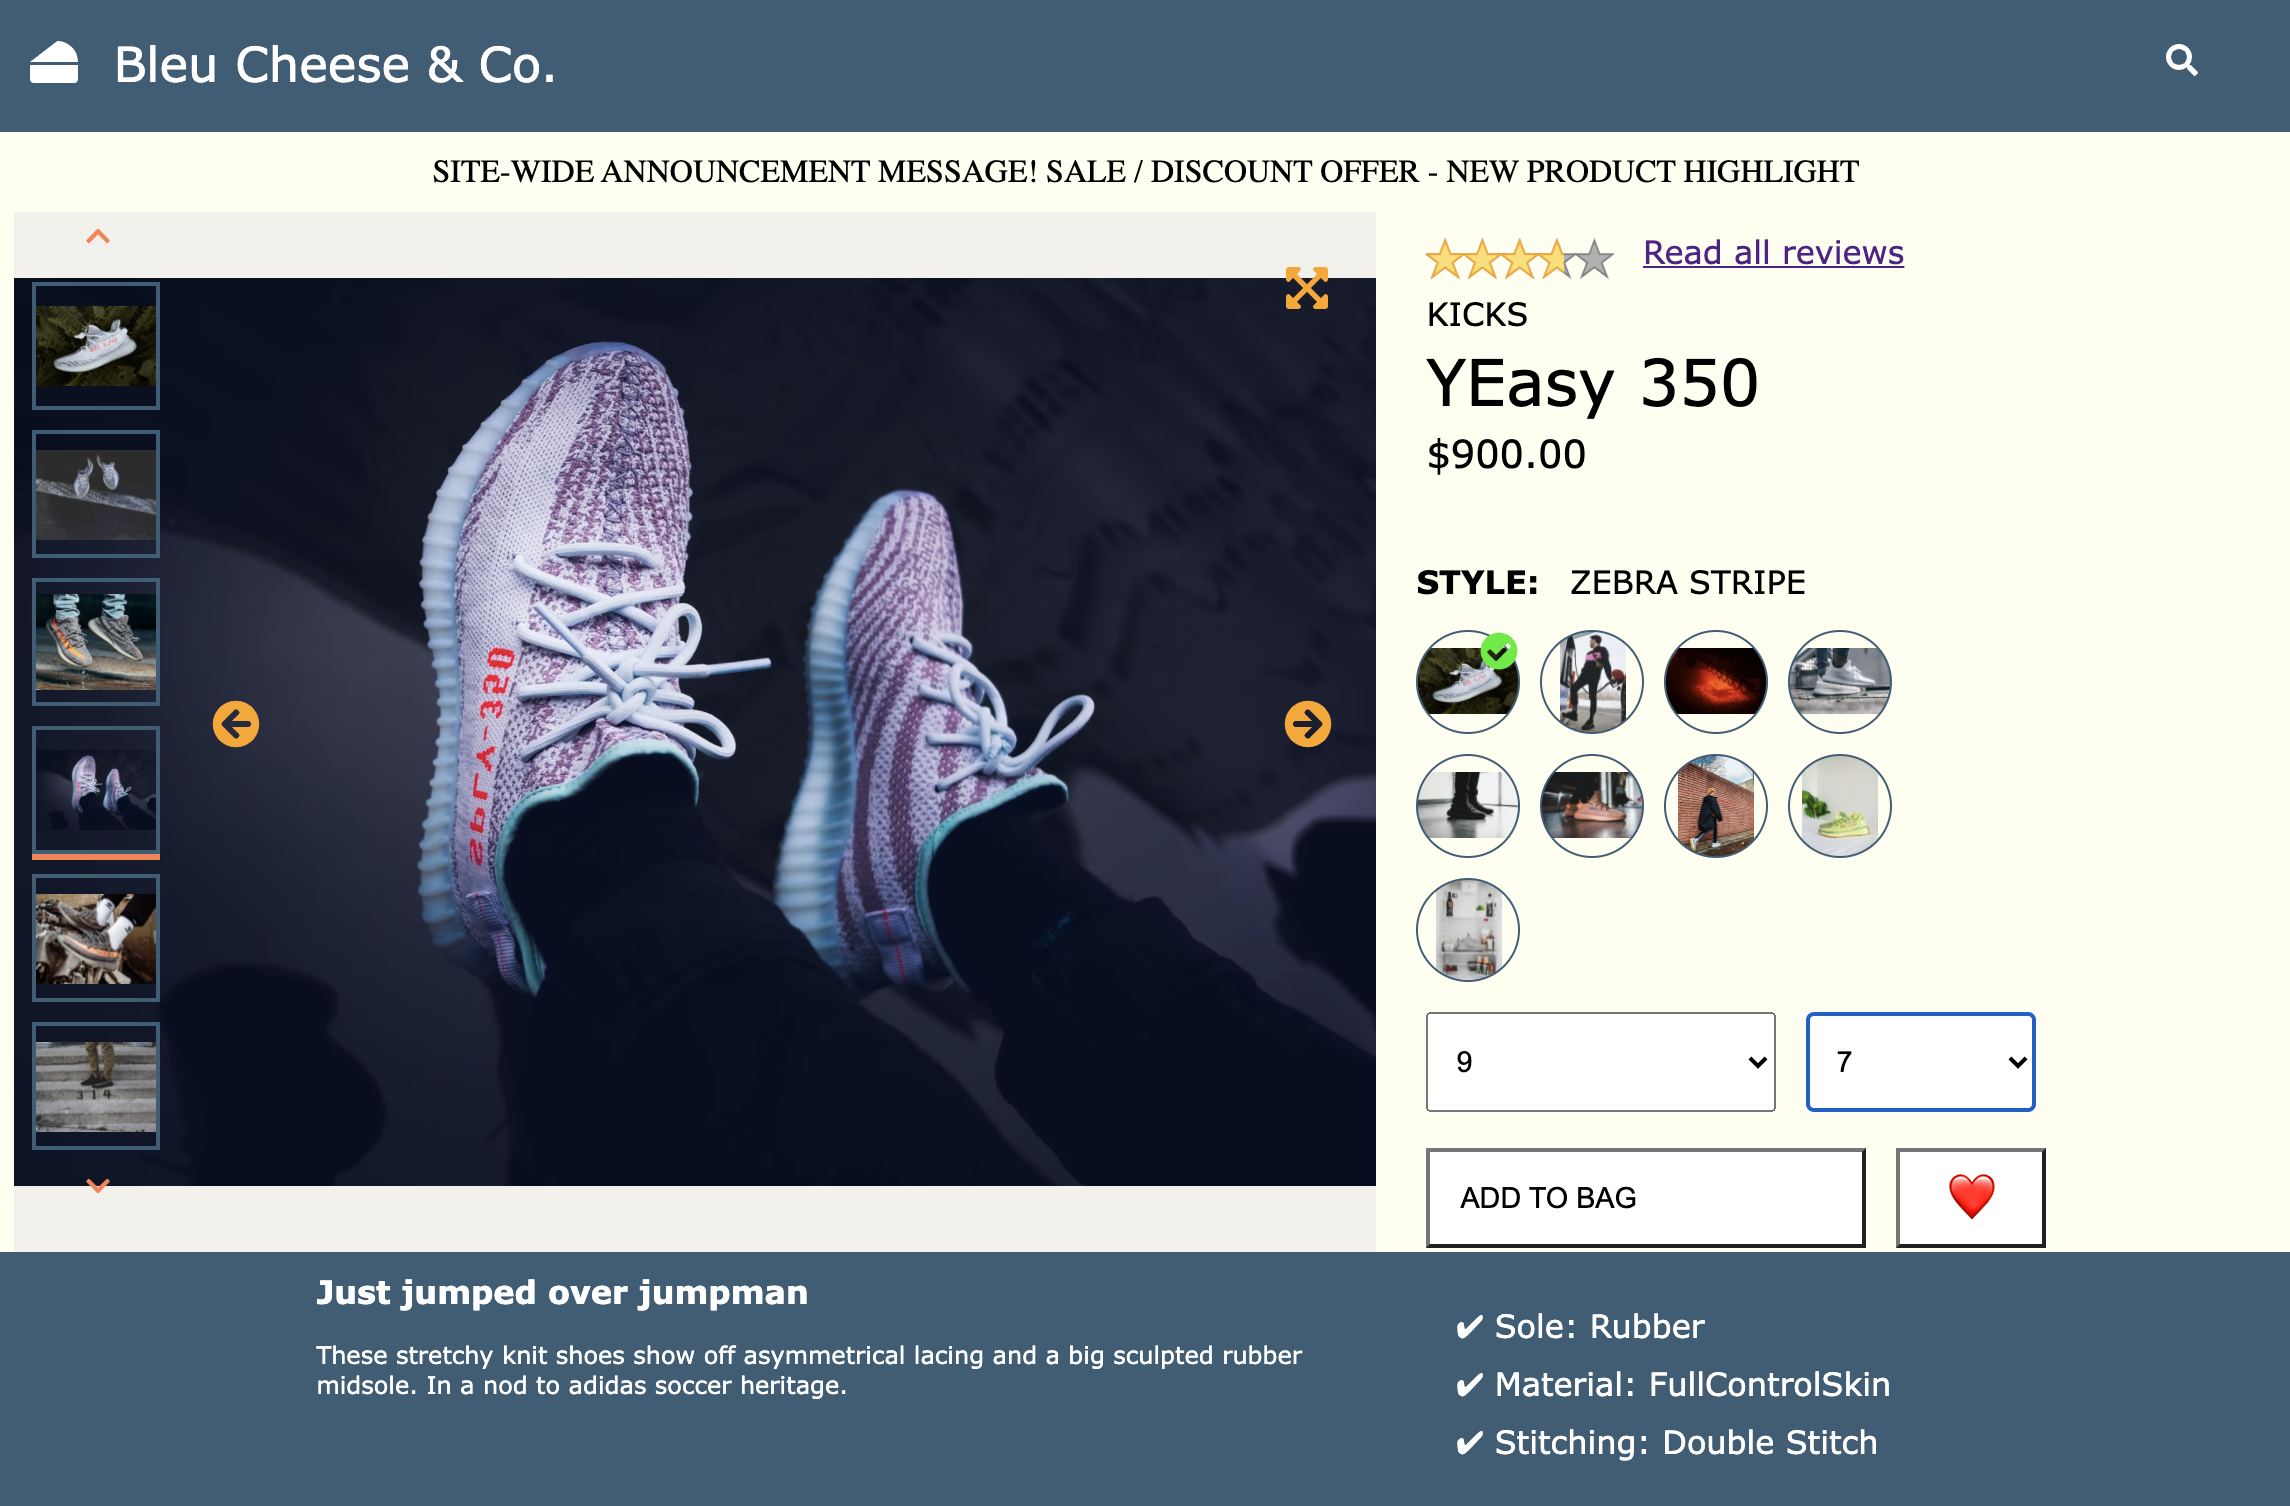 Bleu Cheese & Co.
SITE-WIDE ANNOUNCEMENT MESSAGE! SALE / DISCOUNT OFFER - NEW PRODUCT HIGHLIGHT
Read all reviews
KICKS
YEasy 350
$900.00
STYLE: ZEBRA STRIPE
SPLY-350
314
9
7
ADD TO BAG
Just jumped over jumpman
These stretchy knit shoes show off asymmetrical lacing and a big sculpted rubber
midsole. In a nod to adidas soccer heritage.
✔ Sole: Rubber
✔ Material: FullControlSkin
✔ Stitching: Double Stitch